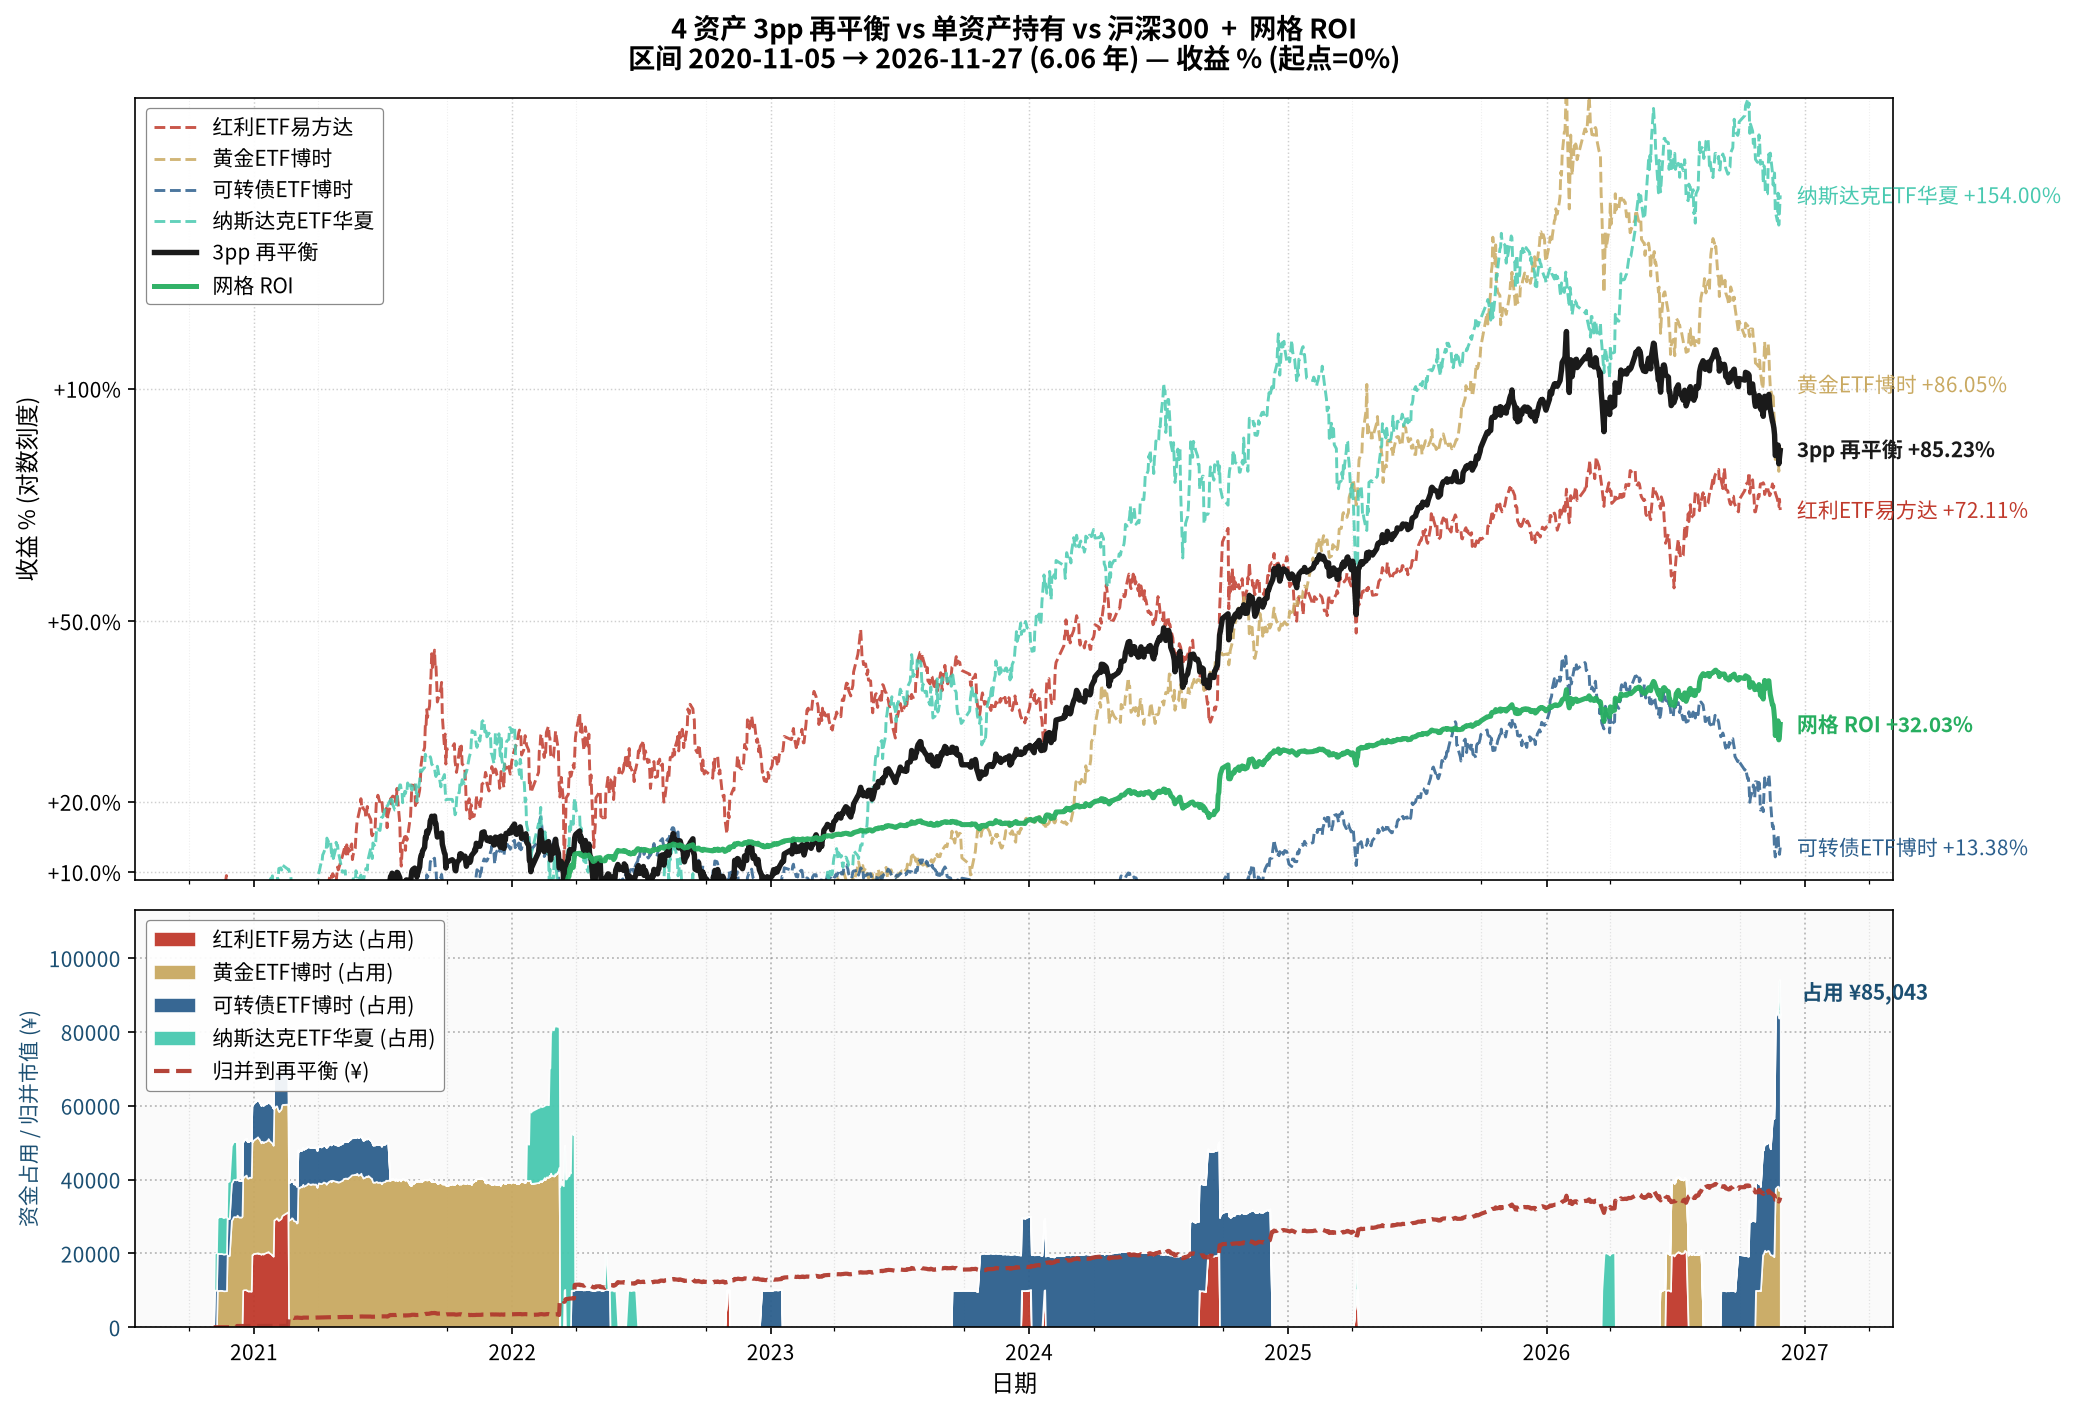 4 资产 3pp 再平衡 vs 单资产持有 vs 沪深300 + 网格 ROI
区间 2020-11-05 → 2026-11-27 (6.06 年) — 收益 % (起点=0%)
红利ETF易方达
黄金ETF博时
可转债ETF博时
纳斯达克ETF华夏
3pp 再平衡
网格 ROI
收益 % (对数刻度)
+100%
+50.0%
+20.0%
+10.0%
纳斯达克ETF华夏 +154.00%
黄金ETF博时 +86.05%
3pp 再平衡 +85.23%
红利ETF易方达 +72.11%
网格 ROI +32.03%
可转债ETF博时 +13.38%
红利ETF易方达 (占用)
黄金ETF博时 (占用)
可转债ETF博时 (占用)
纳斯达克ETF华夏 (占用)
归并到再平衡 (¥)
资金占用 / 归并市值 (¥)
100000
80000
60000
40000
20000
0
占用 ¥85,043
2021
2022
2023
2024
2025
2026
2027
日期